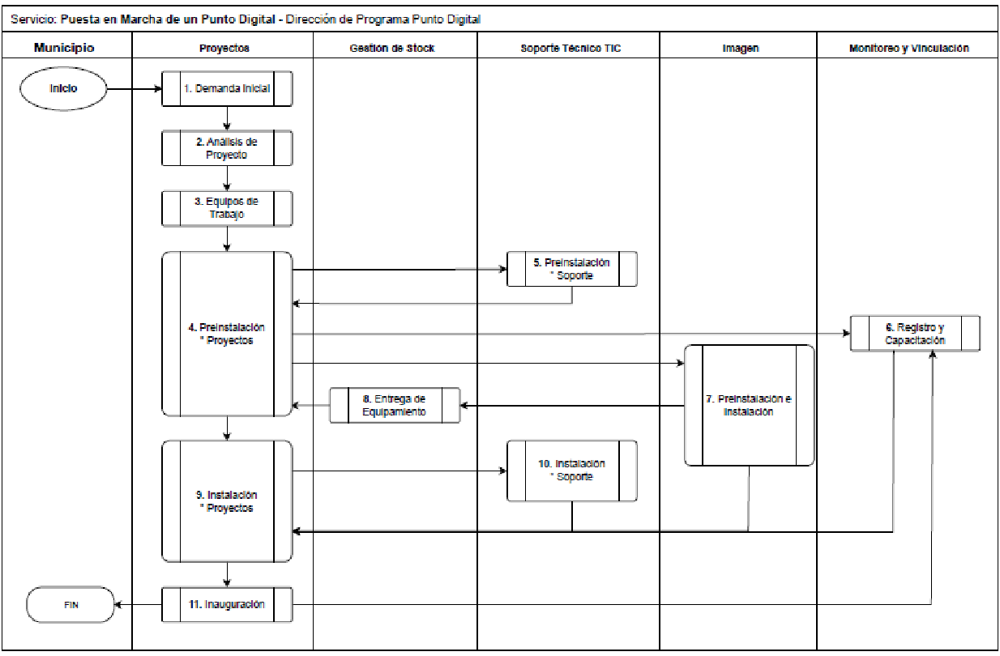 Servicio: Puesta en Marcha de un Punto Digital - Dirección de Programa Punto Digital
Municipio
Proyectos
Gestión de Stock
Soporte Técnico TIC
Imagen
Monitoreo y Vinculación
Inicio
1. Demanda Inicial
2. Análisis de
Proyecto
3. Equipos de
Trabajo
5. Preinstalación
* Soporte
4. Preinstalación
* Proyectos
6. Registro y
Capacitación
7. Preinstalación e
Instalación
8. Entrega de
Equipamiento
10. Instalación
* Soporte
9. Instalación
* Proyectos
FIN
11. Inauguración